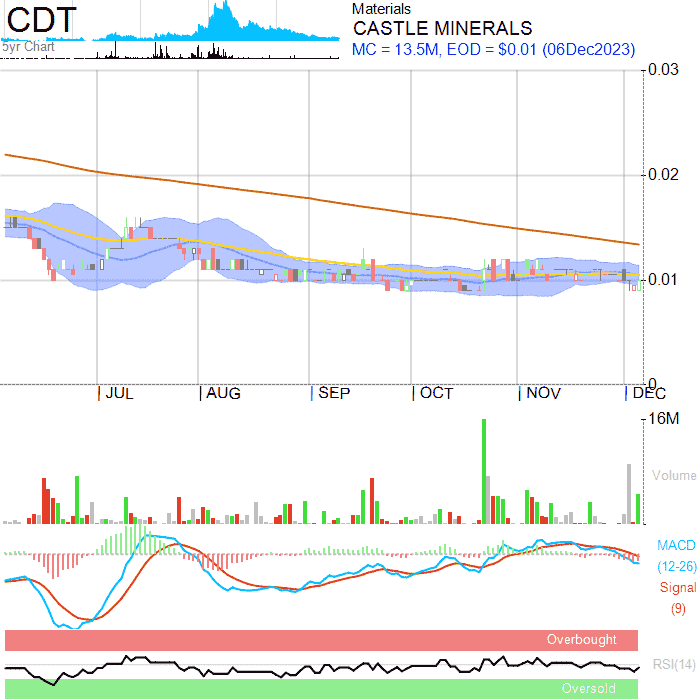 CDT
5yr Chart
Materials
CASTLE MINERALS
MC = 13.5M, EOD = $0.01 (06Dec2023)
0.03
0.02
0.01
0
JUL
AUG
SEP
OCT
NOV
DEC
16M
Volume
MACD
(12-26)
Signal
(9)
Overbought
RSI(14)
Oversold